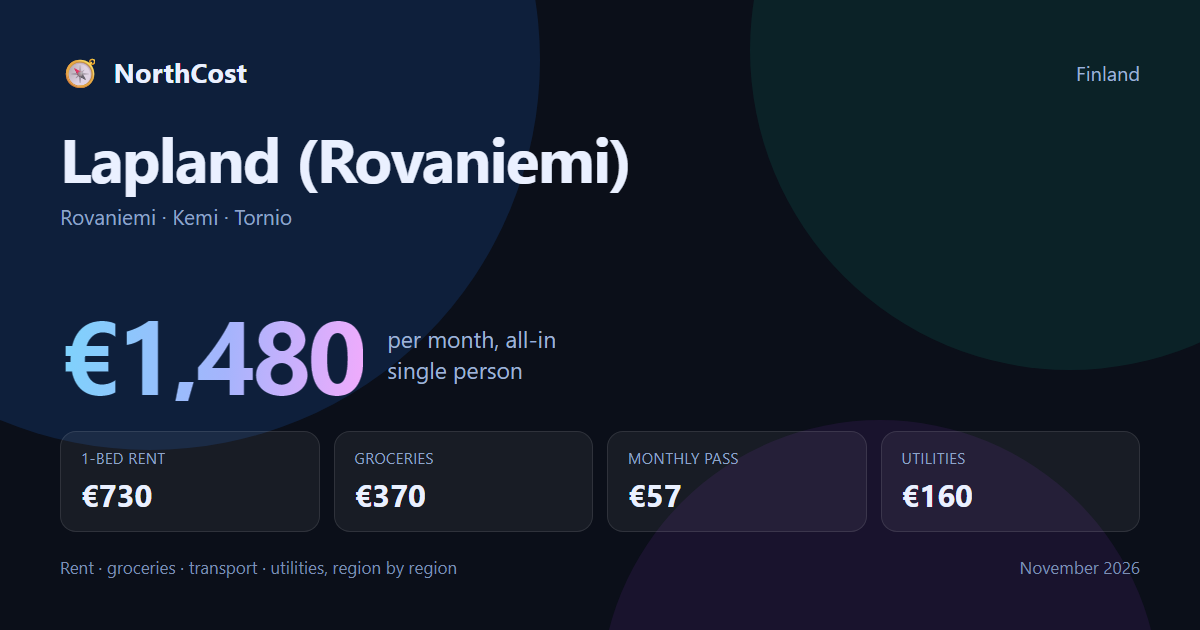 NorthCost
Finland
Lapland (Rovaniemi)
Rovaniemi · Kemi · Tornio
€1,480
per month, all-in
single person
1-BED RENT
€730
GROCERIES
€370
MONTHLY PASS
€57
UTILITIES
€160
Rent · groceries · transport · utilities, region by region
November 2026